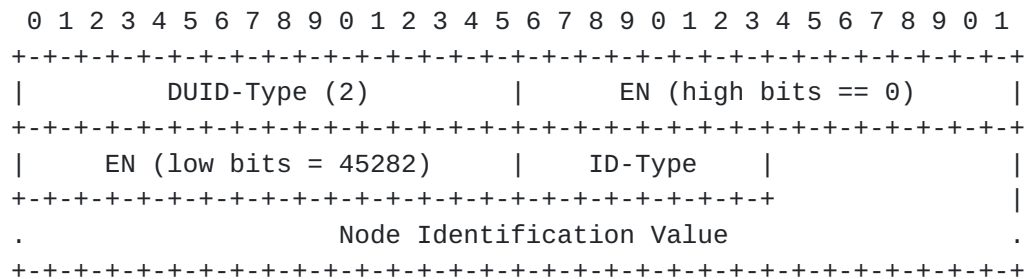 0 1 2 3 4 5 6 7 8 9 0 1 2 3 4 5 6 7 8 9 0 1 2 3 4 5 6 7 8 9 0 1
+-+-+-+-+-+-+-+-+-+-+-+-+-+-+-+-+-+-+-+-+-+-+-+-+-+-+-+-+-+-+-+-+
|         DUID-Type (2)         |      EN (high bits == 0)      |
+-+-+-+-+-+-+-+-+-+-+-+-+-+-+-+-+-+-+-+-+-+-+-+-+-+-+-+-+-+-+-+-+
|     EN (low bits = 45282)     |    ID-Type    |               |
+-+-+-+-+-+-+-+-+-+-+-+-+-+-+-+-+-+-+-+-+-+-+-+-+               |
.                    Node Identification Value                  .
+-+-+-+-+-+-+-+-+-+-+-+-+-+-+-+-+-+-+-+-+-+-+-+-+-+-+-+-+-+-+-+-+